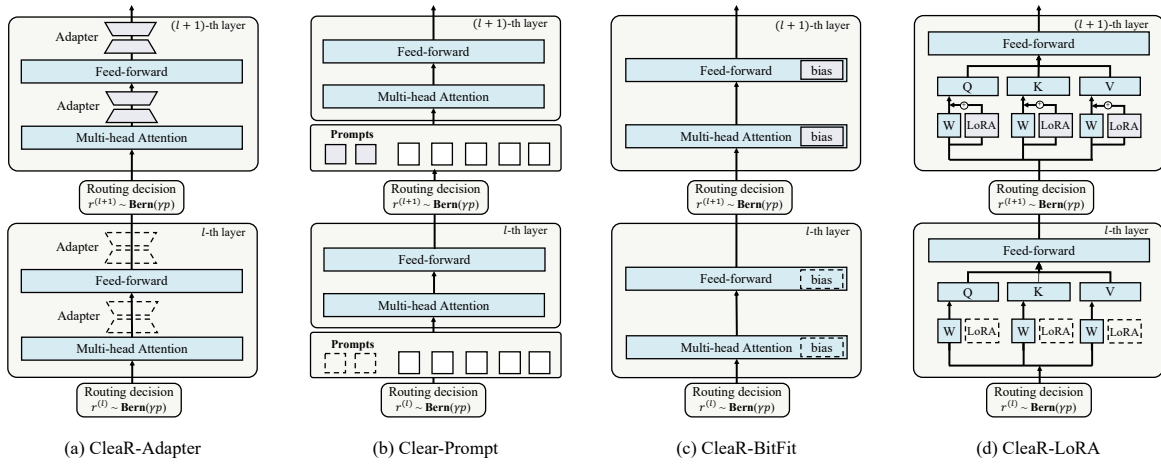 (l + 1)-th layer
Adapter
Feed-forward
Adapter
Multi-head Attention
Routing decision
r^(l+1) ~ Bern(γp)
l-th layer
Adapter
Feed-forward
Adapter
Multi-head Attention
Routing decision
r^(l) ~ Bern(γp)
(a) CleaR-Adapter
(l + 1)-th layer
Feed-forward
Multi-head Attention
Prompts
Routing decision
r^(l+1) ~ Bern(γp)
l-th layer
Feed-forward
Multi-head Attention
Prompts
Routing decision
r^(l) ~ Bern(γp)
(b) Clear-Prompt
(l + 1)-th layer
Feed-forward bias
Multi-head Attention bias
Routing decision
r^(l+1) ~ Bern(γp)
l-th layer
Feed-forward bias
Multi-head Attention bias
Routing decision
r^(l) ~ Bern(γp)
(c) CleaR-BitFit
(l + 1)-th layer
Feed-forward
Q K V
+ + +
W LoRA W LoRA W LoRA
Routing decision
r^(l+1) ~ Bern(γp)
l-th layer
Feed-forward
Q K V
W LoRA W LoRA W LoRA
Routing decision
r^(l) ~ Bern(γp)
(d) CleaR-LoRA